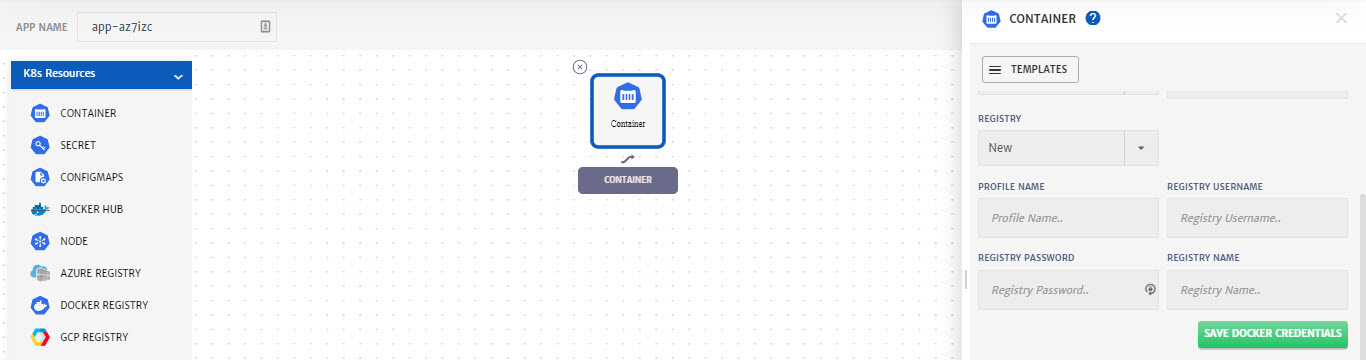 APP NAME
app-az7izc
K8s Resources
CONTAINER
SECRET
CONFIGMAPS
DOCKER HUB
NODE
AZURE REGISTRY
DOCKER REGISTRY
GCP REGISTRY
Container
CONTAINER
CONTAINER ?
TEMPLATES
REGISTRY
New
PROFILE NAME REGISTRY USERNAME
Profile Name.. Registry Username..
REGISTRY PASSWORD REGISTRY NAME
Registry Password.. Registry Name..
SAVE DOCKER CREDENTIALS